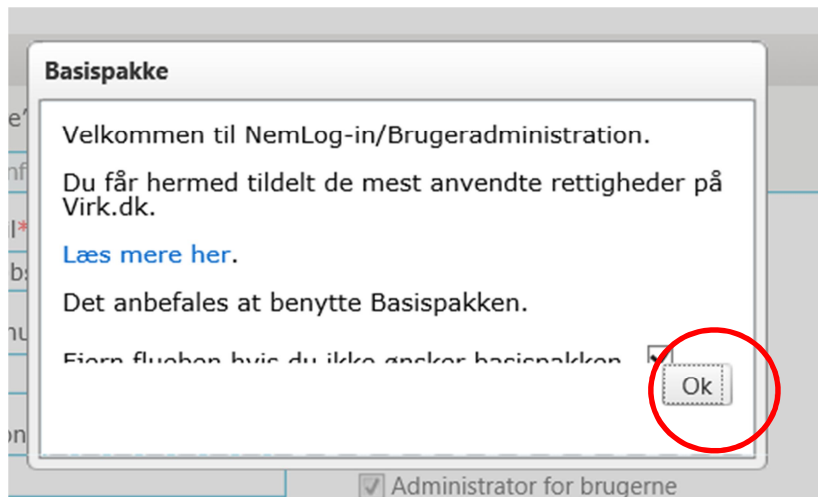 Basispakke
Velkommen til NemLog-in/Brugeradministration.
Du får hermed tildelt de mest anvendte rettigheder på
Virk.dk.
Læs mere her.
Det anbefales at benytte Basispakken.
Fjern flueben hvis du ikke ønsker basispakken
Ok
Administrator for brugerne